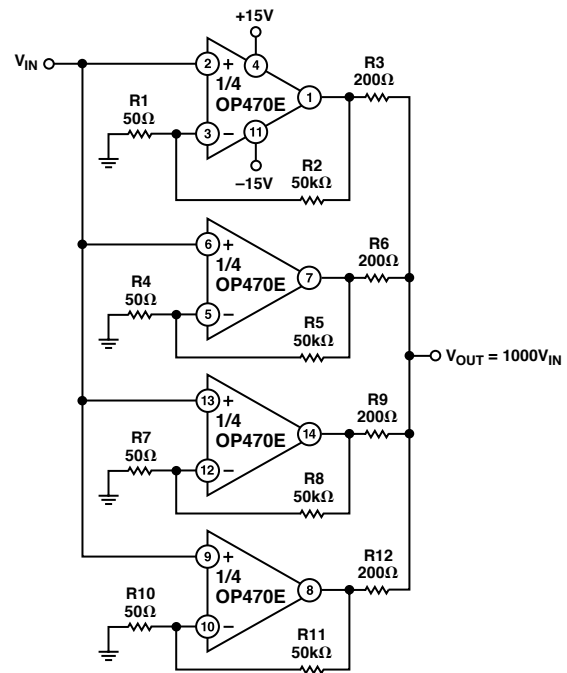 +15V
VIN
2
+
4
1/4
OP470E
1
R3
200Ω
R1
50Ω
3
−
11
R2
50kΩ
−15V
6
+
1/4
OP470E
7
R6
200Ω
R4
50Ω
5
−
R5
50kΩ
VOUT = 1000VIN
13
+
1/4
OP470E
14
R9
200Ω
R7
50Ω
12
−
R8
50kΩ
9
+
1/4
OP470E
8
R12
200Ω
R10
50Ω
10
−
R11
50kΩ